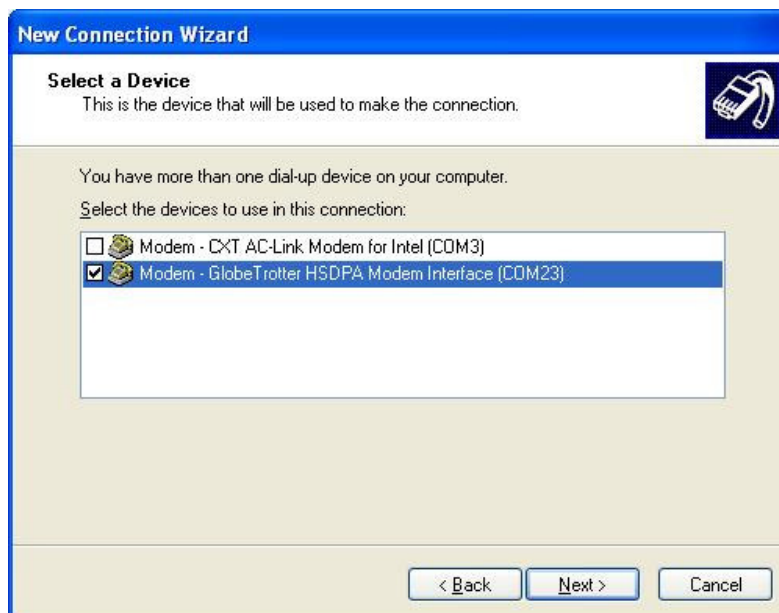 New Connection Wizard
Select a Device
This is the device that will be used to make the connection.
You have more than one dial-up device on your computer.
Select the devices to use in this connection:
Modem - CXT AC-Link Modem for Intel (COM3)
Modem - GlobeTrotter HSDPA Modem Interface (COM23)
< Back Next > Cancel